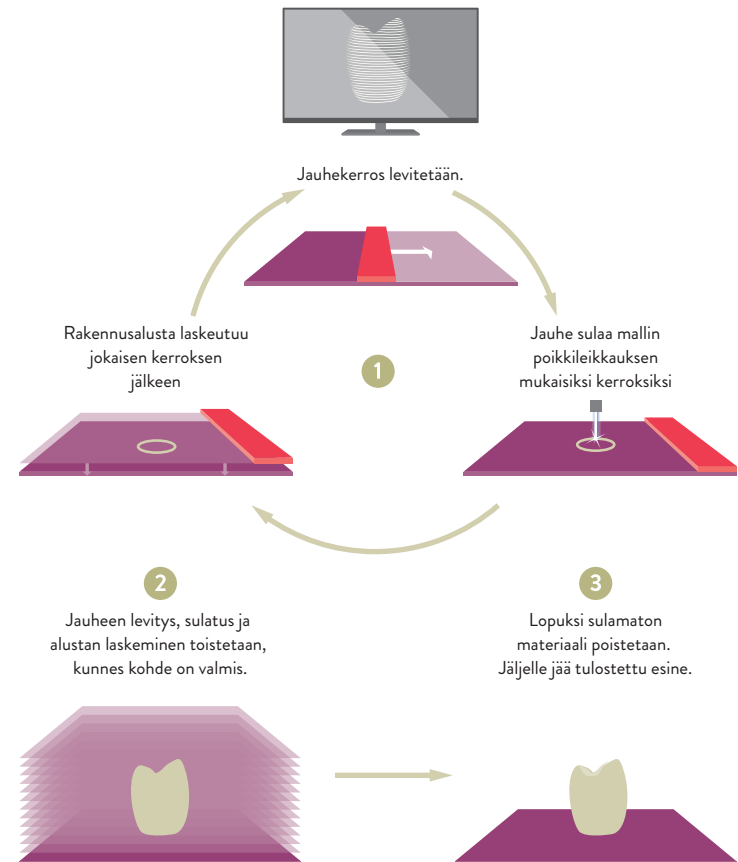 Jauhekerros levitetään.
Rakennusalusta laskeutuu
jokaisen kerroksen
jälkeen
1
Jauhe sulaa mallin
poikkileikkauksen
mukaisiksi kerroksiksi
2
Jauheen levitys, sulatus ja
alustan laskeminen toistetaan,
kunnes kohde on valmis.
3
Lopuksi sulamaton
materiaali poistetaan.
Jäljelle jää tulostettu esine.